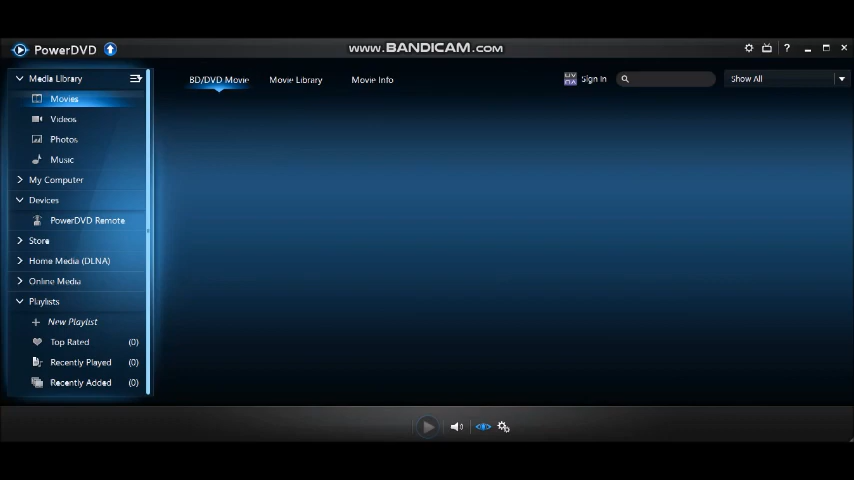 PowerDVD
www.BANDICAM.com
?
Media Library
BD/DVD Movie
Movie Library
Movie Info
UV
Sign In
Show All
Movies
Videos
Photos
Music
My Computer
Devices
PowerDVD Remote
Store
Home Media (DLNA)
Online Media
Playlists
New Playlist
Top Rated (0)
Recently Played (0)
Recently Added (0)